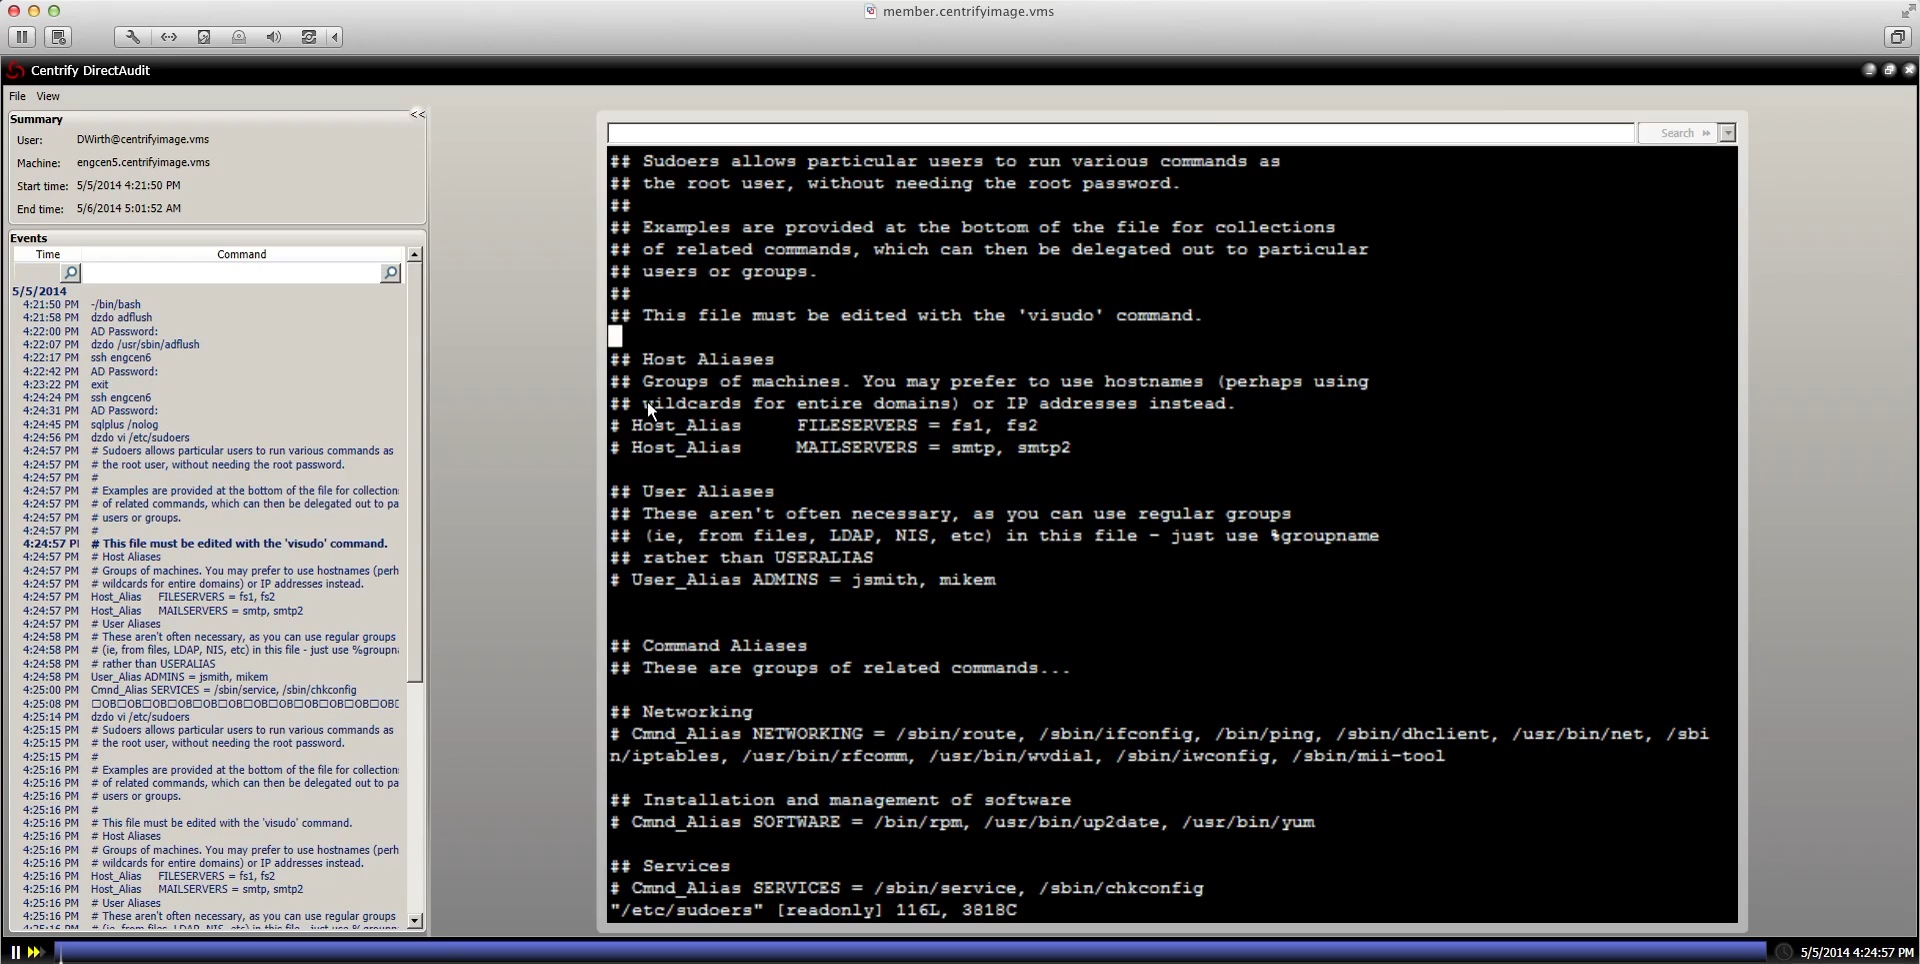 member.centrifyimage.vms
Centrify DirectAudit
File View
Summary
<<
User: DWirth@centrifyimage.vms
Machine: engcen5.centrifyimage.vms
Start time: 5/5/2014 4:21:50 PM
End time: 5/6/2014 5:01:52 AM
Events
Time Command
5/5/2014
4:21:50 PM -/bin/bash
4:21:58 PM dzdo adflush
4:22:00 PM AD Password:
4:22:07 PM dzdo /usr/sbin/adflush
4:22:17 PM ssh engcen6
4:22:42 PM AD Password:
4:23:22 PM exit
4:24:24 PM ssh engcen6
4:24:31 PM AD Password:
4:24:45 PM sqlplus /nolog
4:24:56 PM dzdo vi /etc/sudoers
4:24:57 PM # Sudoers allows particular users to run various commands as
4:24:57 PM # the root user, without needing the root password.
4:24:57 PM #
4:24:57 PM # Examples are provided at the bottom of the file for collection
4:24:57 PM # of related commands, which can then be delegated out to pa
4:24:57 PM # users or groups.
4:24:57 PM #
4:24:57 P # This file must be edited with the 'visudo' command.
4:24:57 PM # Host Aliases
4:24:57 PM # Groups of machines. You may prefer to use hostnames (perh
4:24:57 PM # wildcards for entire domains) or IP addresses instead.
4:24:57 PM Host_Alias FILESERVERS = fs1, fs2
4:24:57 PM Host_Alias MAILSERVERS = smtp, smtp2
4:24:57 PM # User Aliases
4:24:58 PM # These aren't often necessary, as you can use regular groups
4:24:58 PM # (ie, from files, LDAP, NIS, etc) in this file - just use %groupn
4:24:58 PM # rather than USERALIAS
4:24:58 PM User_Alias ADMINS = jsmith, mikem
4:25:00 PM Cmnd_Alias SERVICES = /sbin/service, /sbin/chkconfig
4:25:08 PM □OB□OB□OB□OB□OB□OB□OB□OB□OB□OB□OB□OB
4:25:14 PM dzdo vi /etc/sudoers
4:25:15 PM # Sudoers allows particular users to run various commands as
4:25:15 PM # the root user, without needing the root password.
4:25:15 PM #
4:25:16 PM # Examples are provided at the bottom of the file for collection
4:25:16 PM # of related commands, which can then be delegated out to pa
4:25:16 PM # users or groups.
4:25:16 PM #
4:25:16 PM # This file must be edited with the 'visudo' command.
4:25:16 PM # Host Aliases
4:25:16 PM # Groups of machines. You may prefer to use hostnames (perh
4:25:16 PM # wildcards for entire domains) or IP addresses instead.
4:25:16 PM Host_Alias FILESERVERS = fs1, fs2
4:25:16 PM Host_Alias MAILSERVERS = smtp, smtp2
4:25:16 PM # User Aliases
4:25:16 PM # These aren't often necessary, as you can use regular groups
Search
## Sudoers allows particular users to run various commands as
## the root user, without needing the root password.
##
## Examples are provided at the bottom of the file for collections
## of related commands, which can then be delegated out to particular
## users or groups.
##
## This file must be edited with the 'visudo' command.
## Host Aliases
## Groups of machines. You may prefer to use hostnames (perhaps using
## wildcards for entire domains) or IP addresses instead.
# Host_Alias FILESERVERS = fs1, fs2
# Host_Alias MAILSERVERS = smtp, smtp2
## User Aliases
## These aren't often necessary, as you can use regular groups
## (ie, from files, LDAP, NIS, etc) in this file - just use %groupname
## rather than USERALIAS
# User_Alias ADMINS = jsmith, mikem
## Command Aliases
## These are groups of related commands...
## Networking
# Cmnd_Alias NETWORKING = /sbin/route, /sbin/ifconfig, /bin/ping, /sbin/dhclient, /usr/bin/net, /sbi
n/iptables, /usr/bin/rfcomm, /usr/bin/wvdial, /sbin/iwconfig, /sbin/mii-tool
## Installation and management of software
# Cmnd_Alias SOFTWARE = /bin/rpm, /usr/bin/up2date, /usr/bin/yum
## Services
# Cmnd_Alias SERVICES = /sbin/service, /sbin/chkconfig
"/etc/sudoers" [readonly] 116L, 3818C
5/5/2014 4:24:57 PM